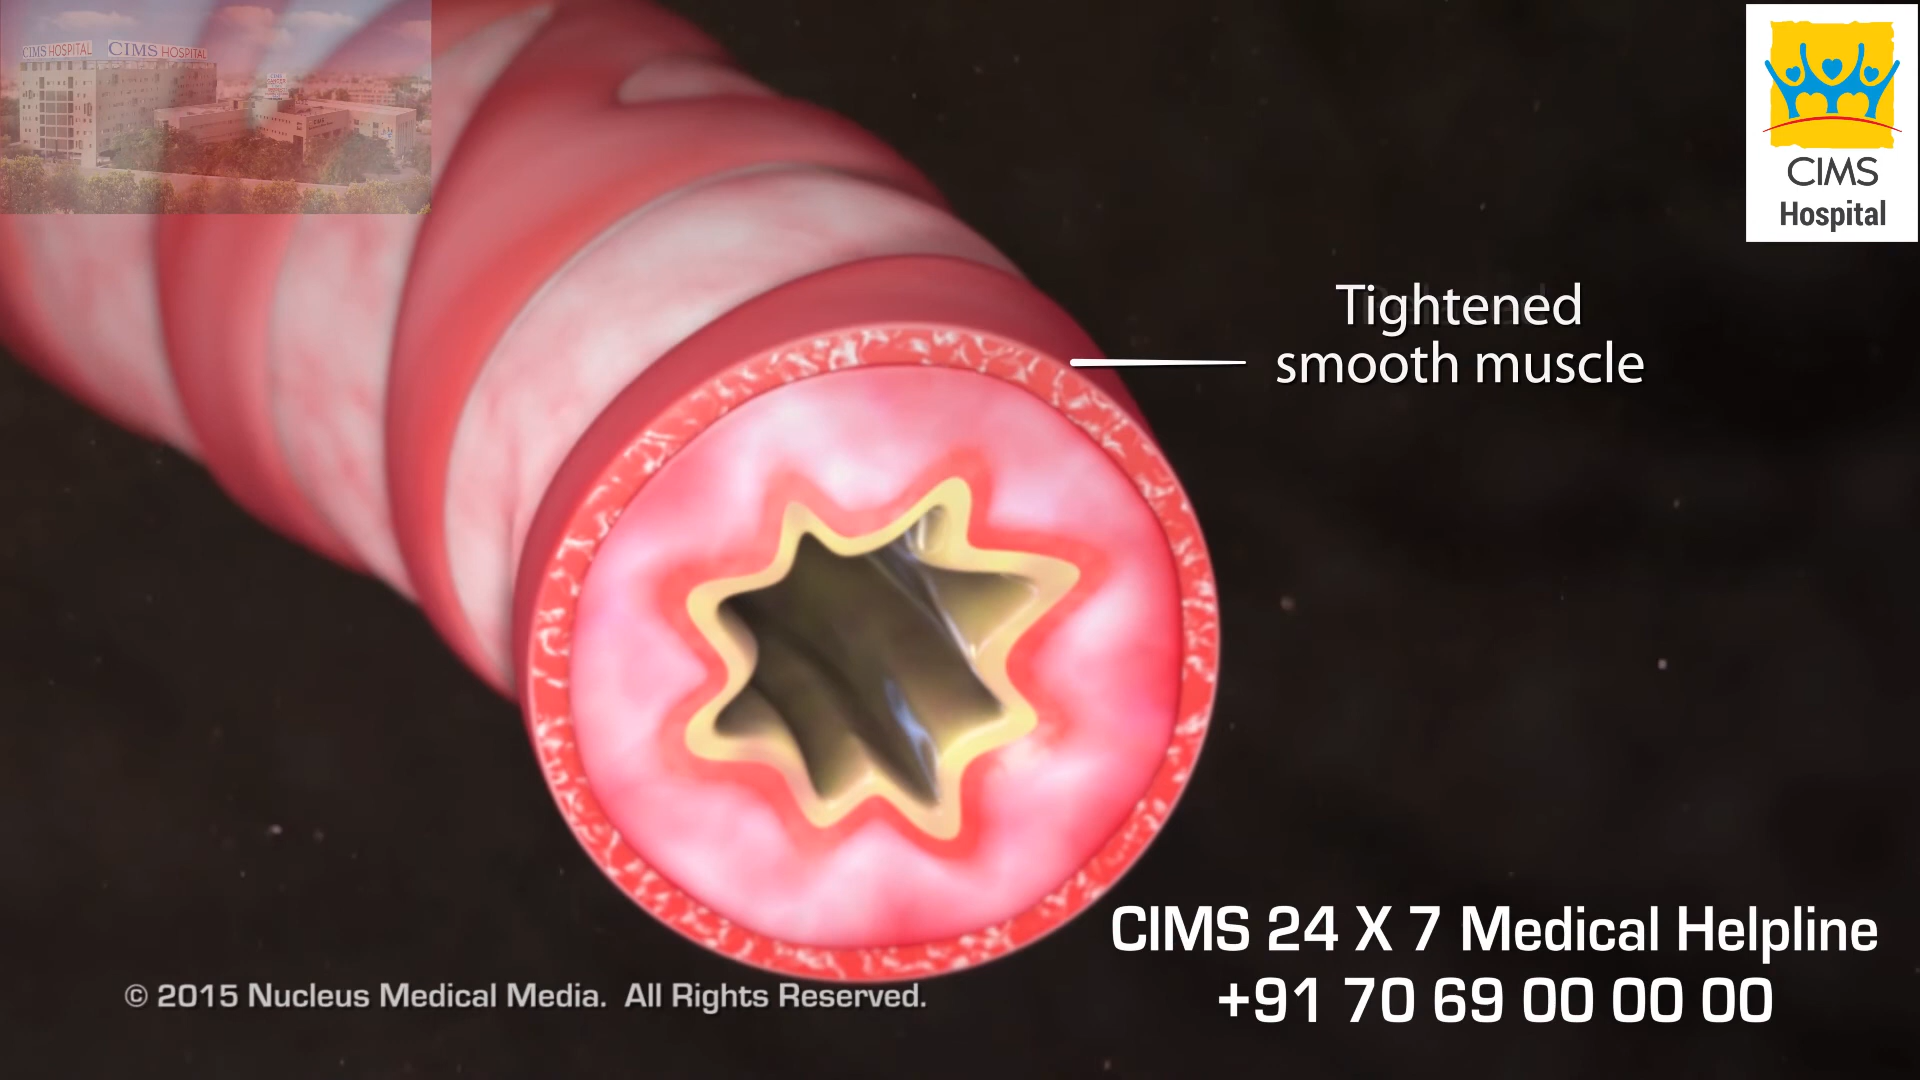 CIMS HOSPITAL CIMS HOSPITAL
CIMS
Hospital
Tightened
smooth muscle
CIMS 24 X 7 Medical Helpline
+91 70 69 00 00 00
© 2015 Nucleus Medical Media. All Rights Reserved.